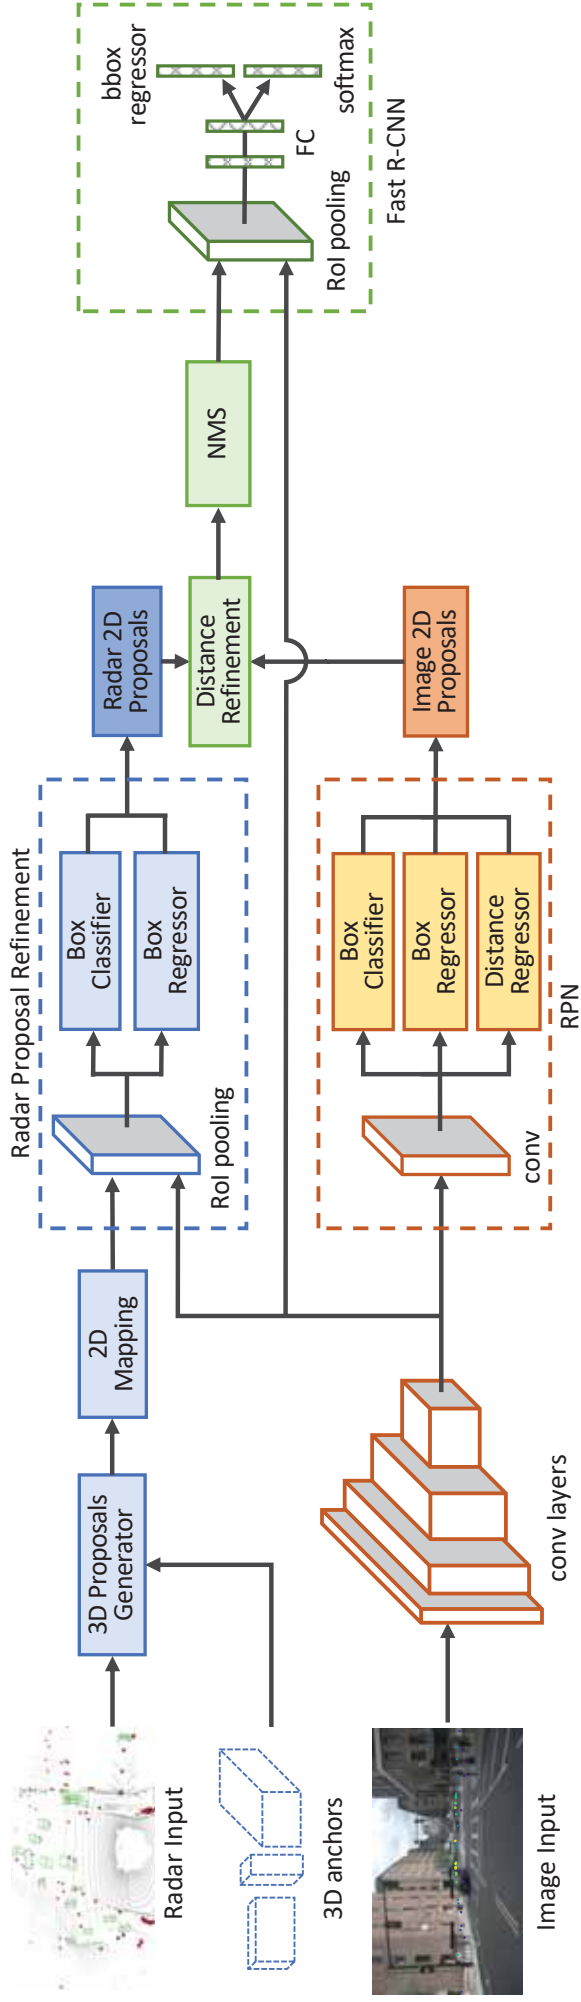 Radar Input
3D anchors
Image Input
3D Proposals
Generator
2D
Mapping
conv layers
Radar Proposal Refinement
RoI pooling
Box
Classifier
Box
Regressor
conv
Box
Classifier
Box
Regressor
Distance
Regressor
RPN
Radar 2D
Proposals
Distance
Refinement
Image 2D
Proposals
NMS
RoI pooling
FC
bbox
regressor
softmax
Fast R-CNN